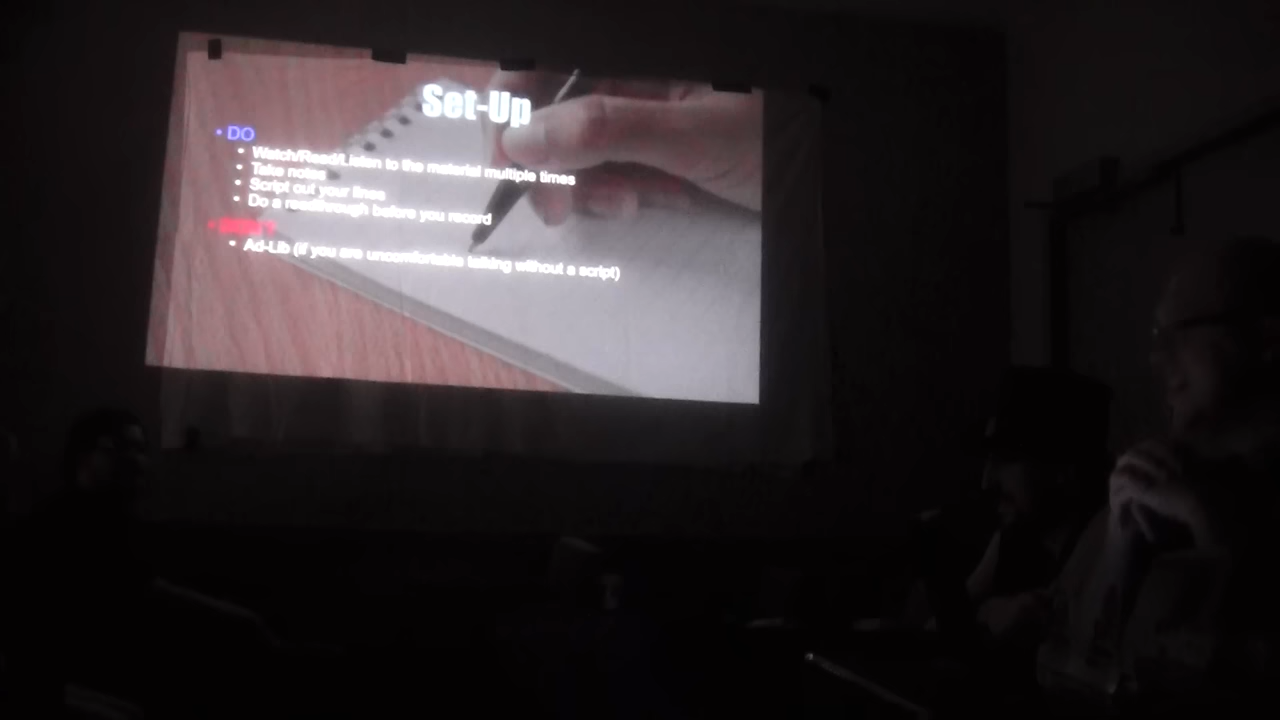 Set-Up
• DO
• Watch/Read/Listen to the material multiple times
• Take notes
• Script out your lines
• Do a readthrough before you record
• Ad-Lib (if you are uncomfortable talking without a script)